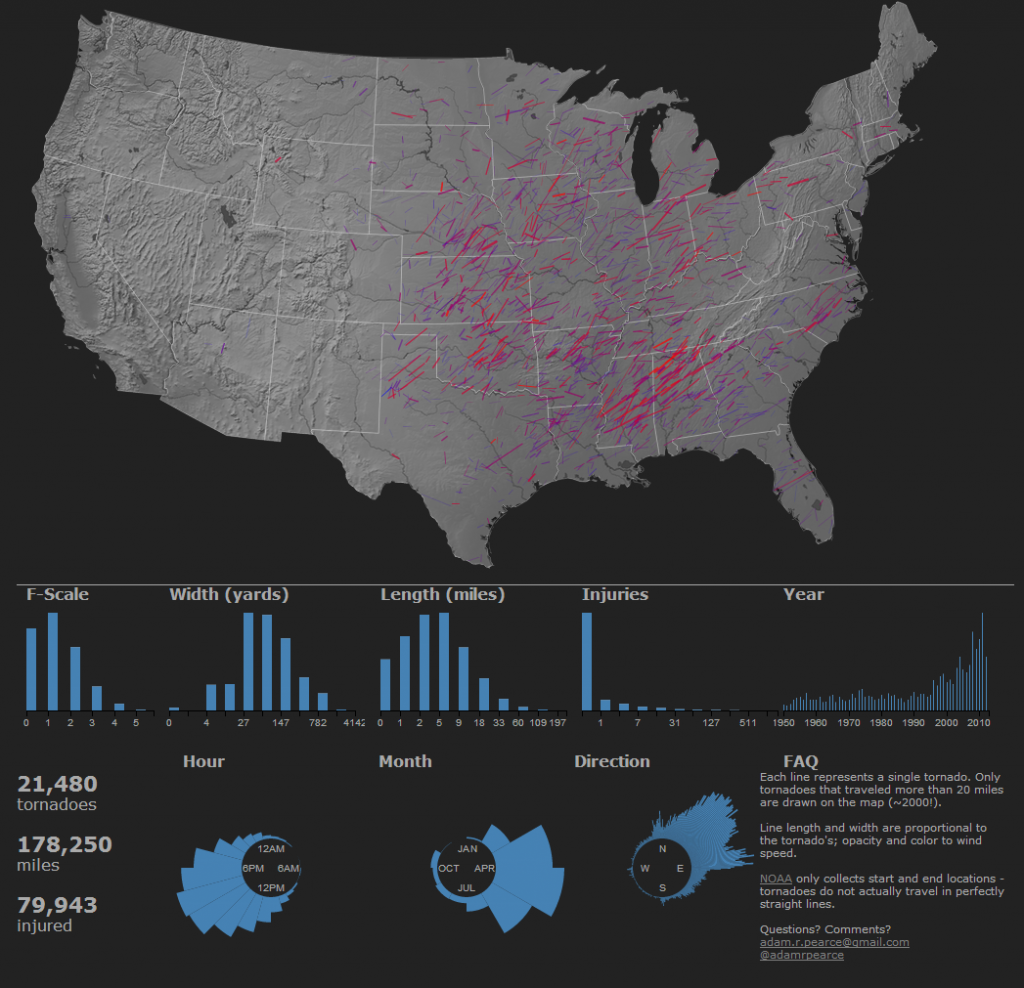 F-Scale
Width (yards)
Length (miles)
Injuries
Year
0 1 2 3 4 5
0 4 27 147 782 4142
0 1 2 5 9 18 33 60 109 197
1 7 31 127 511
1950 1960 1970 1980 1990 2000 2010
Hour
Month
Direction
FAQ
21,480
tornadoes
178,250
miles
79,943
injured
12AM
6PM 6AM
12PM
JAN
OCT APR
JUL
N
W E
S
Each line represents a single tornado. Only
tornadoes that traveled more than 20 miles
are drawn on the map (~2000!).
Line length and width are proportional to
the tornado's; opacity and color to wind
speed.
NOAA only collects start and end locations -
tornadoes do not actually travel in perfectly
straight lines.
Questions? Comments?
adam.r.pearce@gmail.com
@adamrpearce